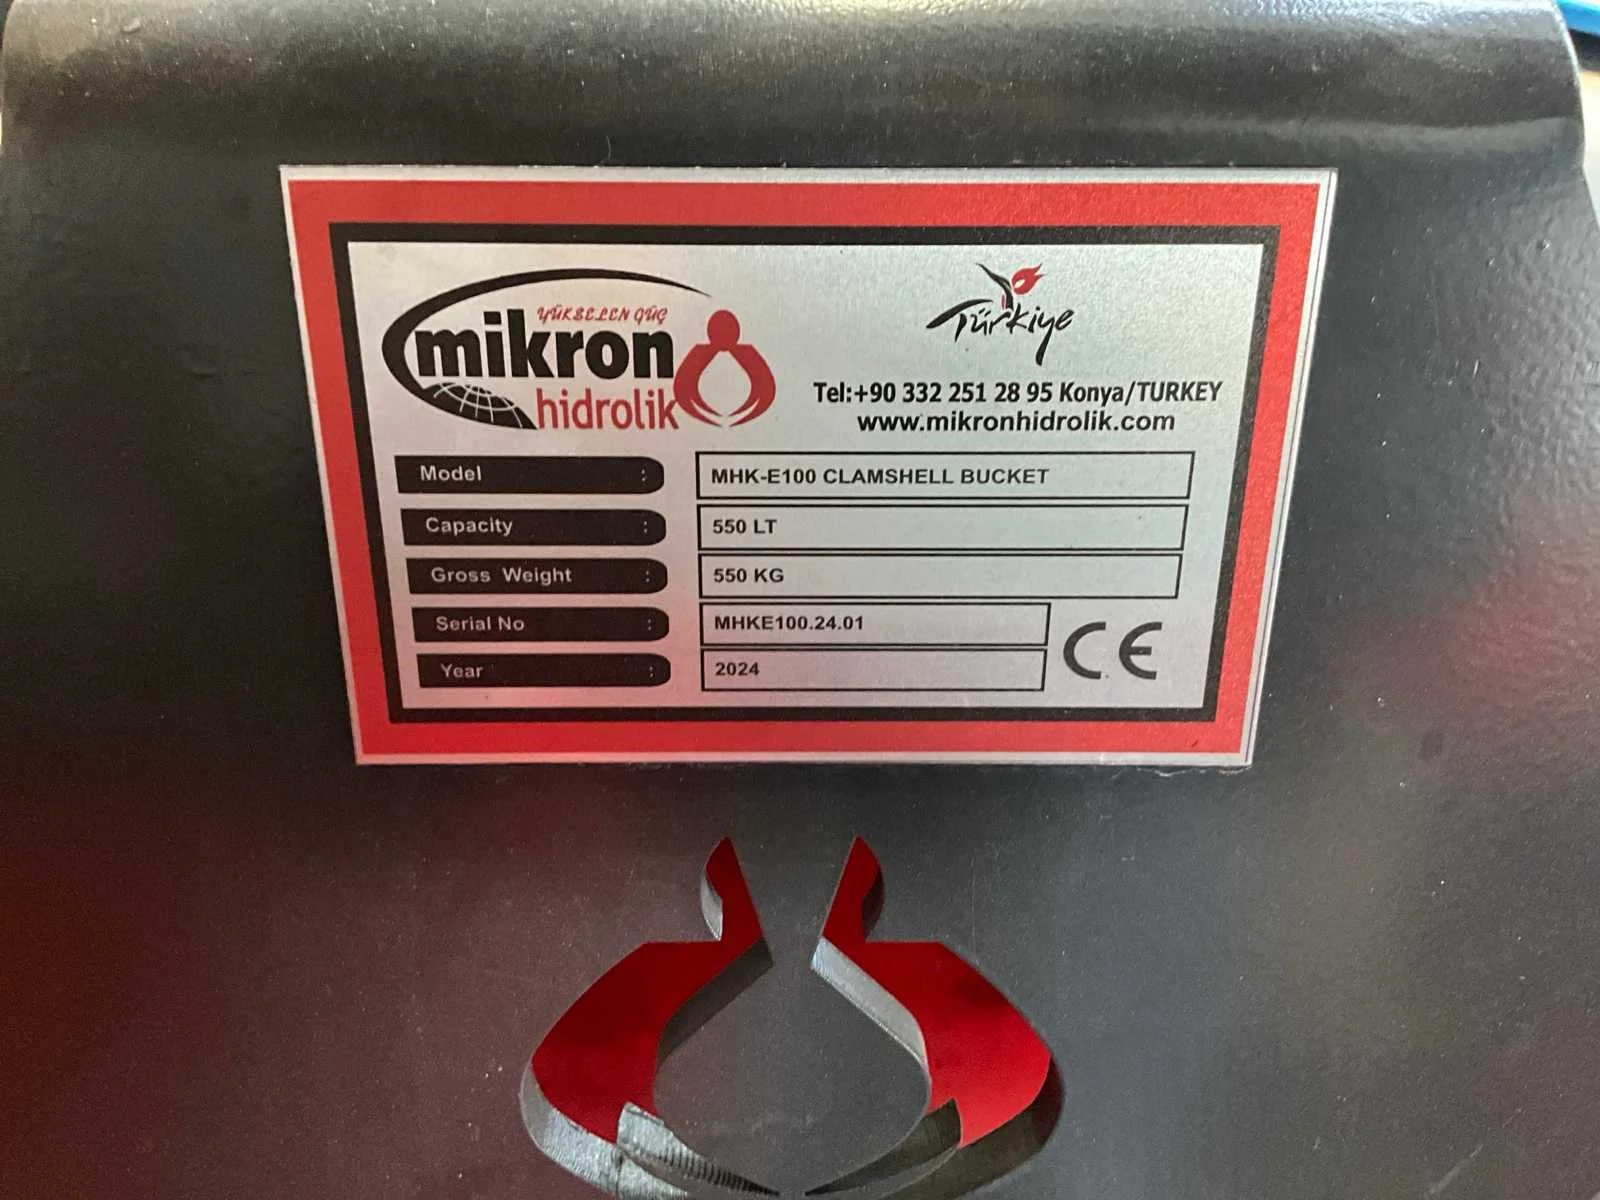 YÜKSELEN GÜÇ
mikron
hidrolik
Türkiye
Tel:+90 332 251 28 95 Konya/TURKEY
www.mikronhidrolik.com
Model : MHK-E100 CLAMSHELL BUCKET
Capacity : 550 LT
Gross Weight : 550 KG
Serial No : MHKE100.24.01
Year : 2024
CE